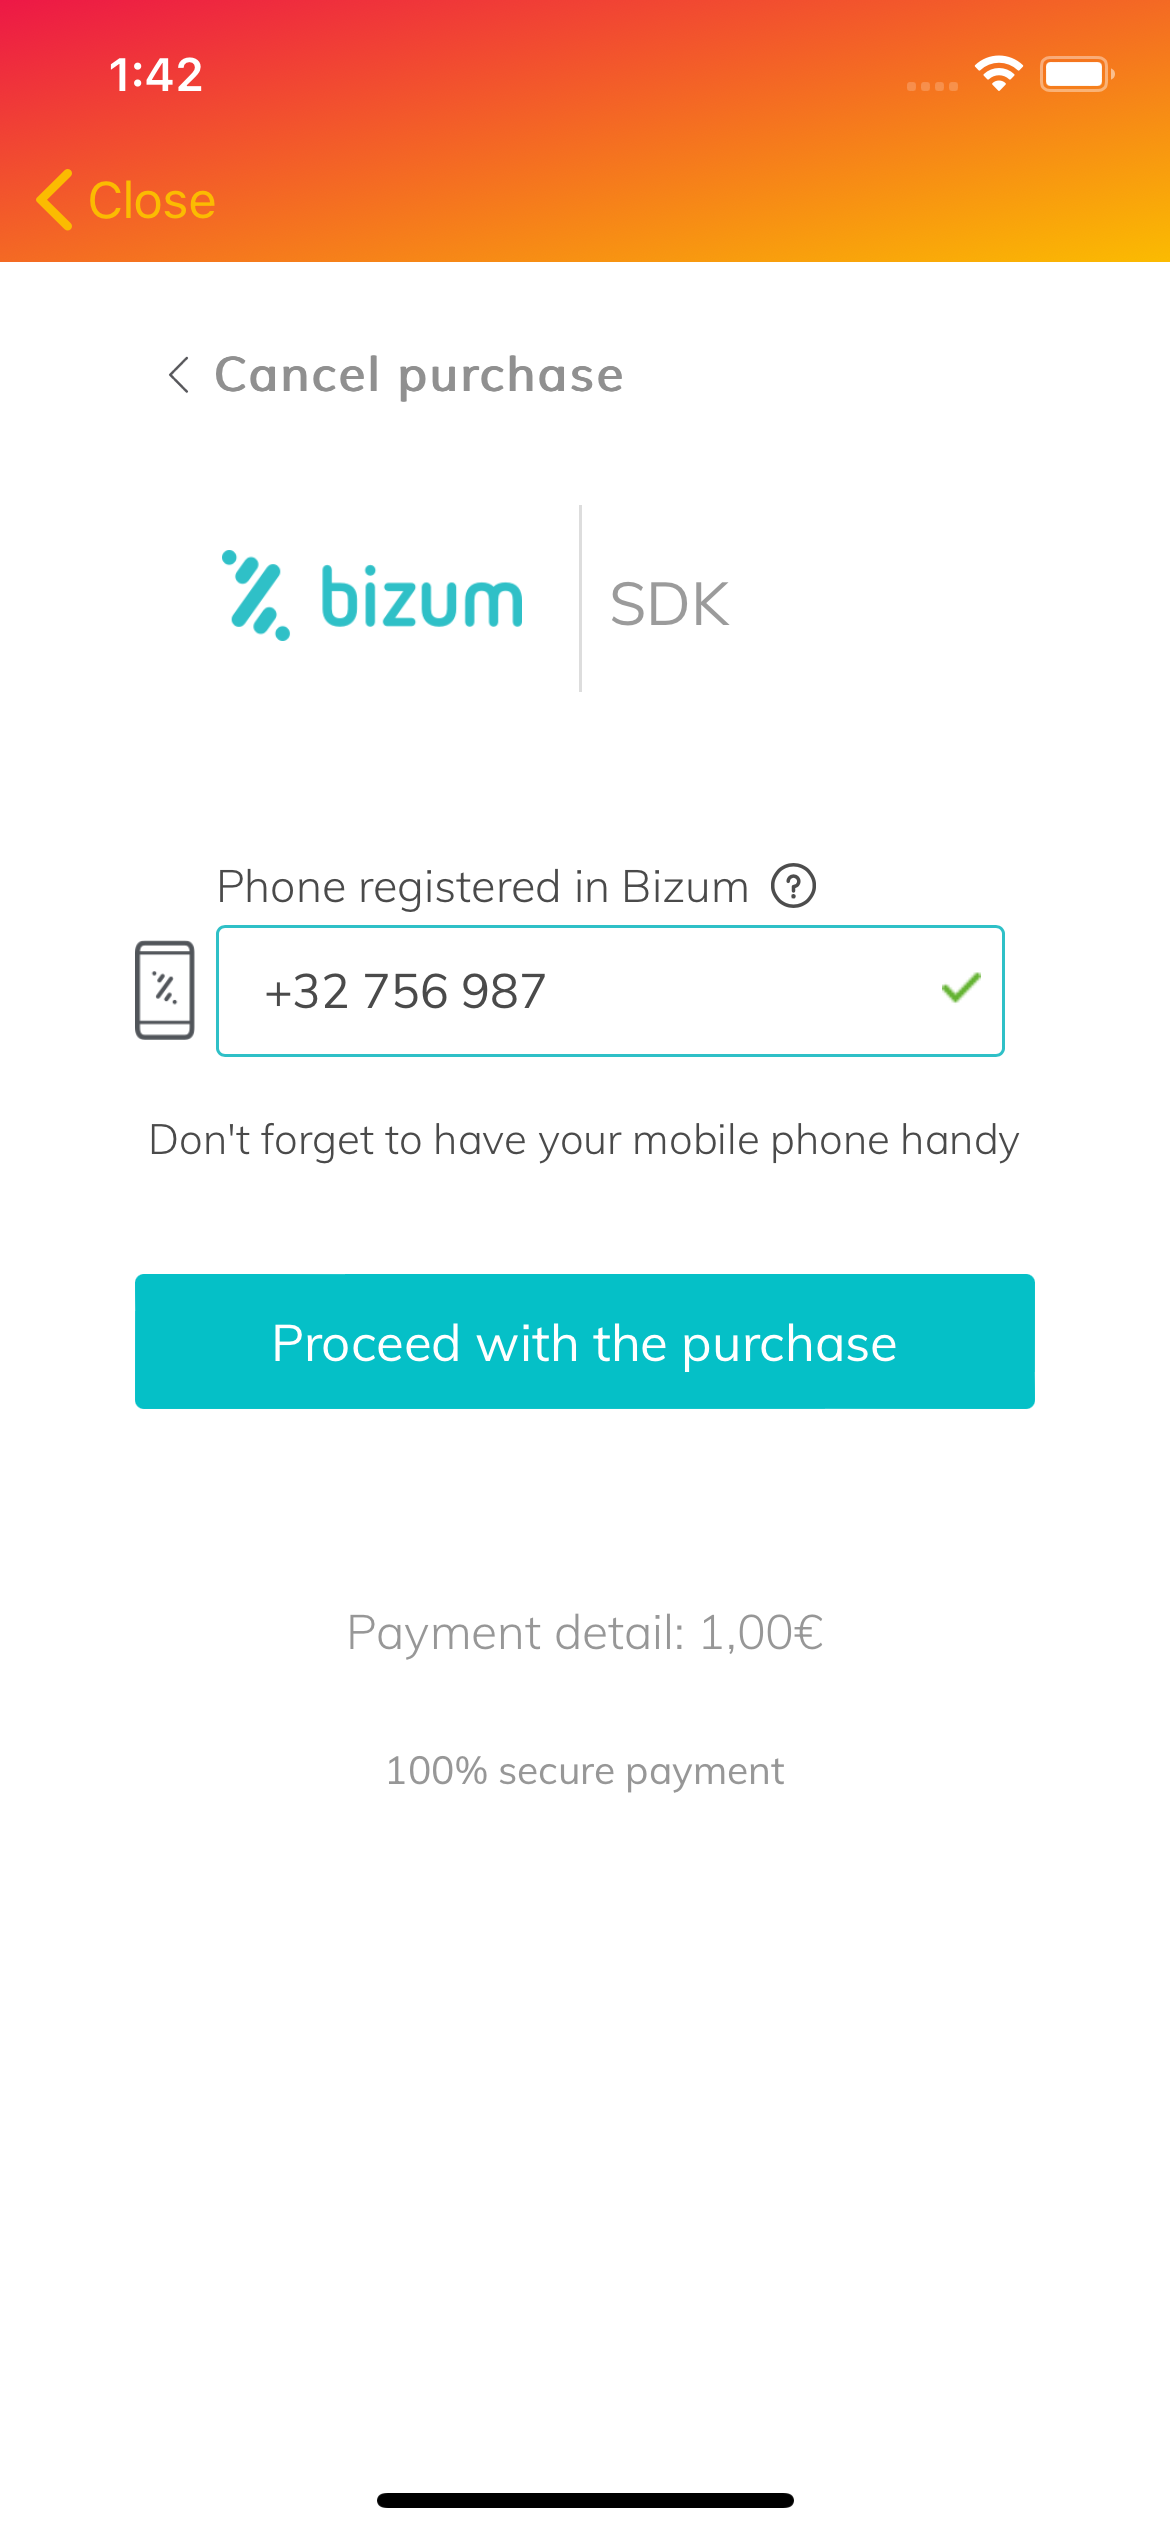 1:42
Close
Cancel purchase
bizum
SDK
Phone registered in Bizum ?
+32 756 987
Don't forget to have your mobile phone handy
Proceed with the purchase
Payment detail: 1,00€
100% secure payment